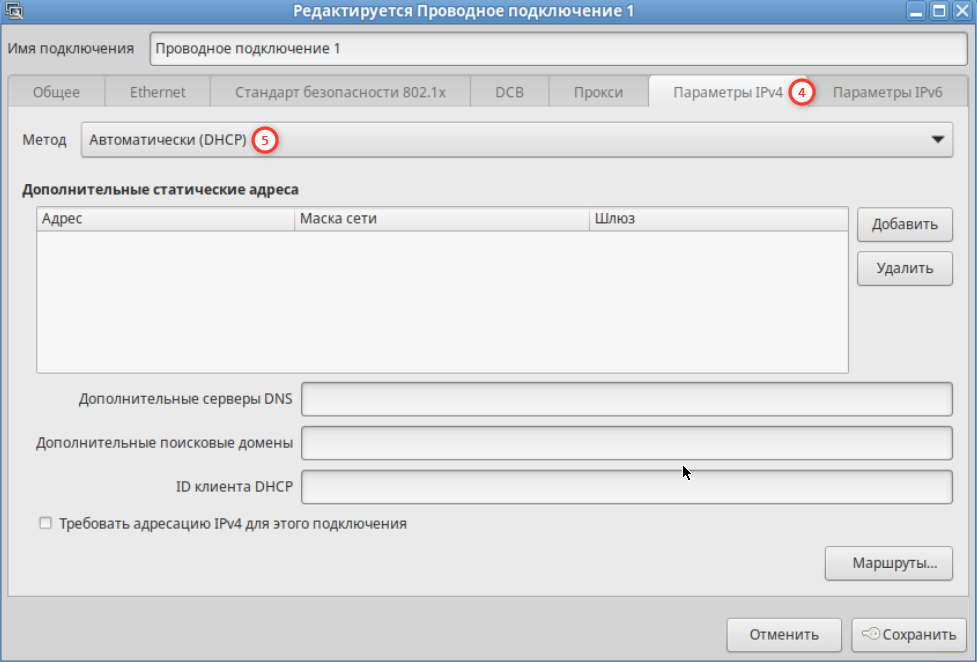 Редактируется Проводное подключение 1
Имя подключения Проводное подключение 1
Общее Ethernet Стандарт безопасности 802.1x DCB Прокси Параметры IPv4 4 Параметры IPv6
Метод Автоматически (DHCP) 5
Дополнительные статические адреса
Адрес Маска сети Шлюз Добавить
Удалить
Дополнительные серверы DNS
Дополнительные поисковые домены
ID клиента DHCP
Требовать адресацию IPv4 для этого подключения
Маршруты...
Отменить Сохранить